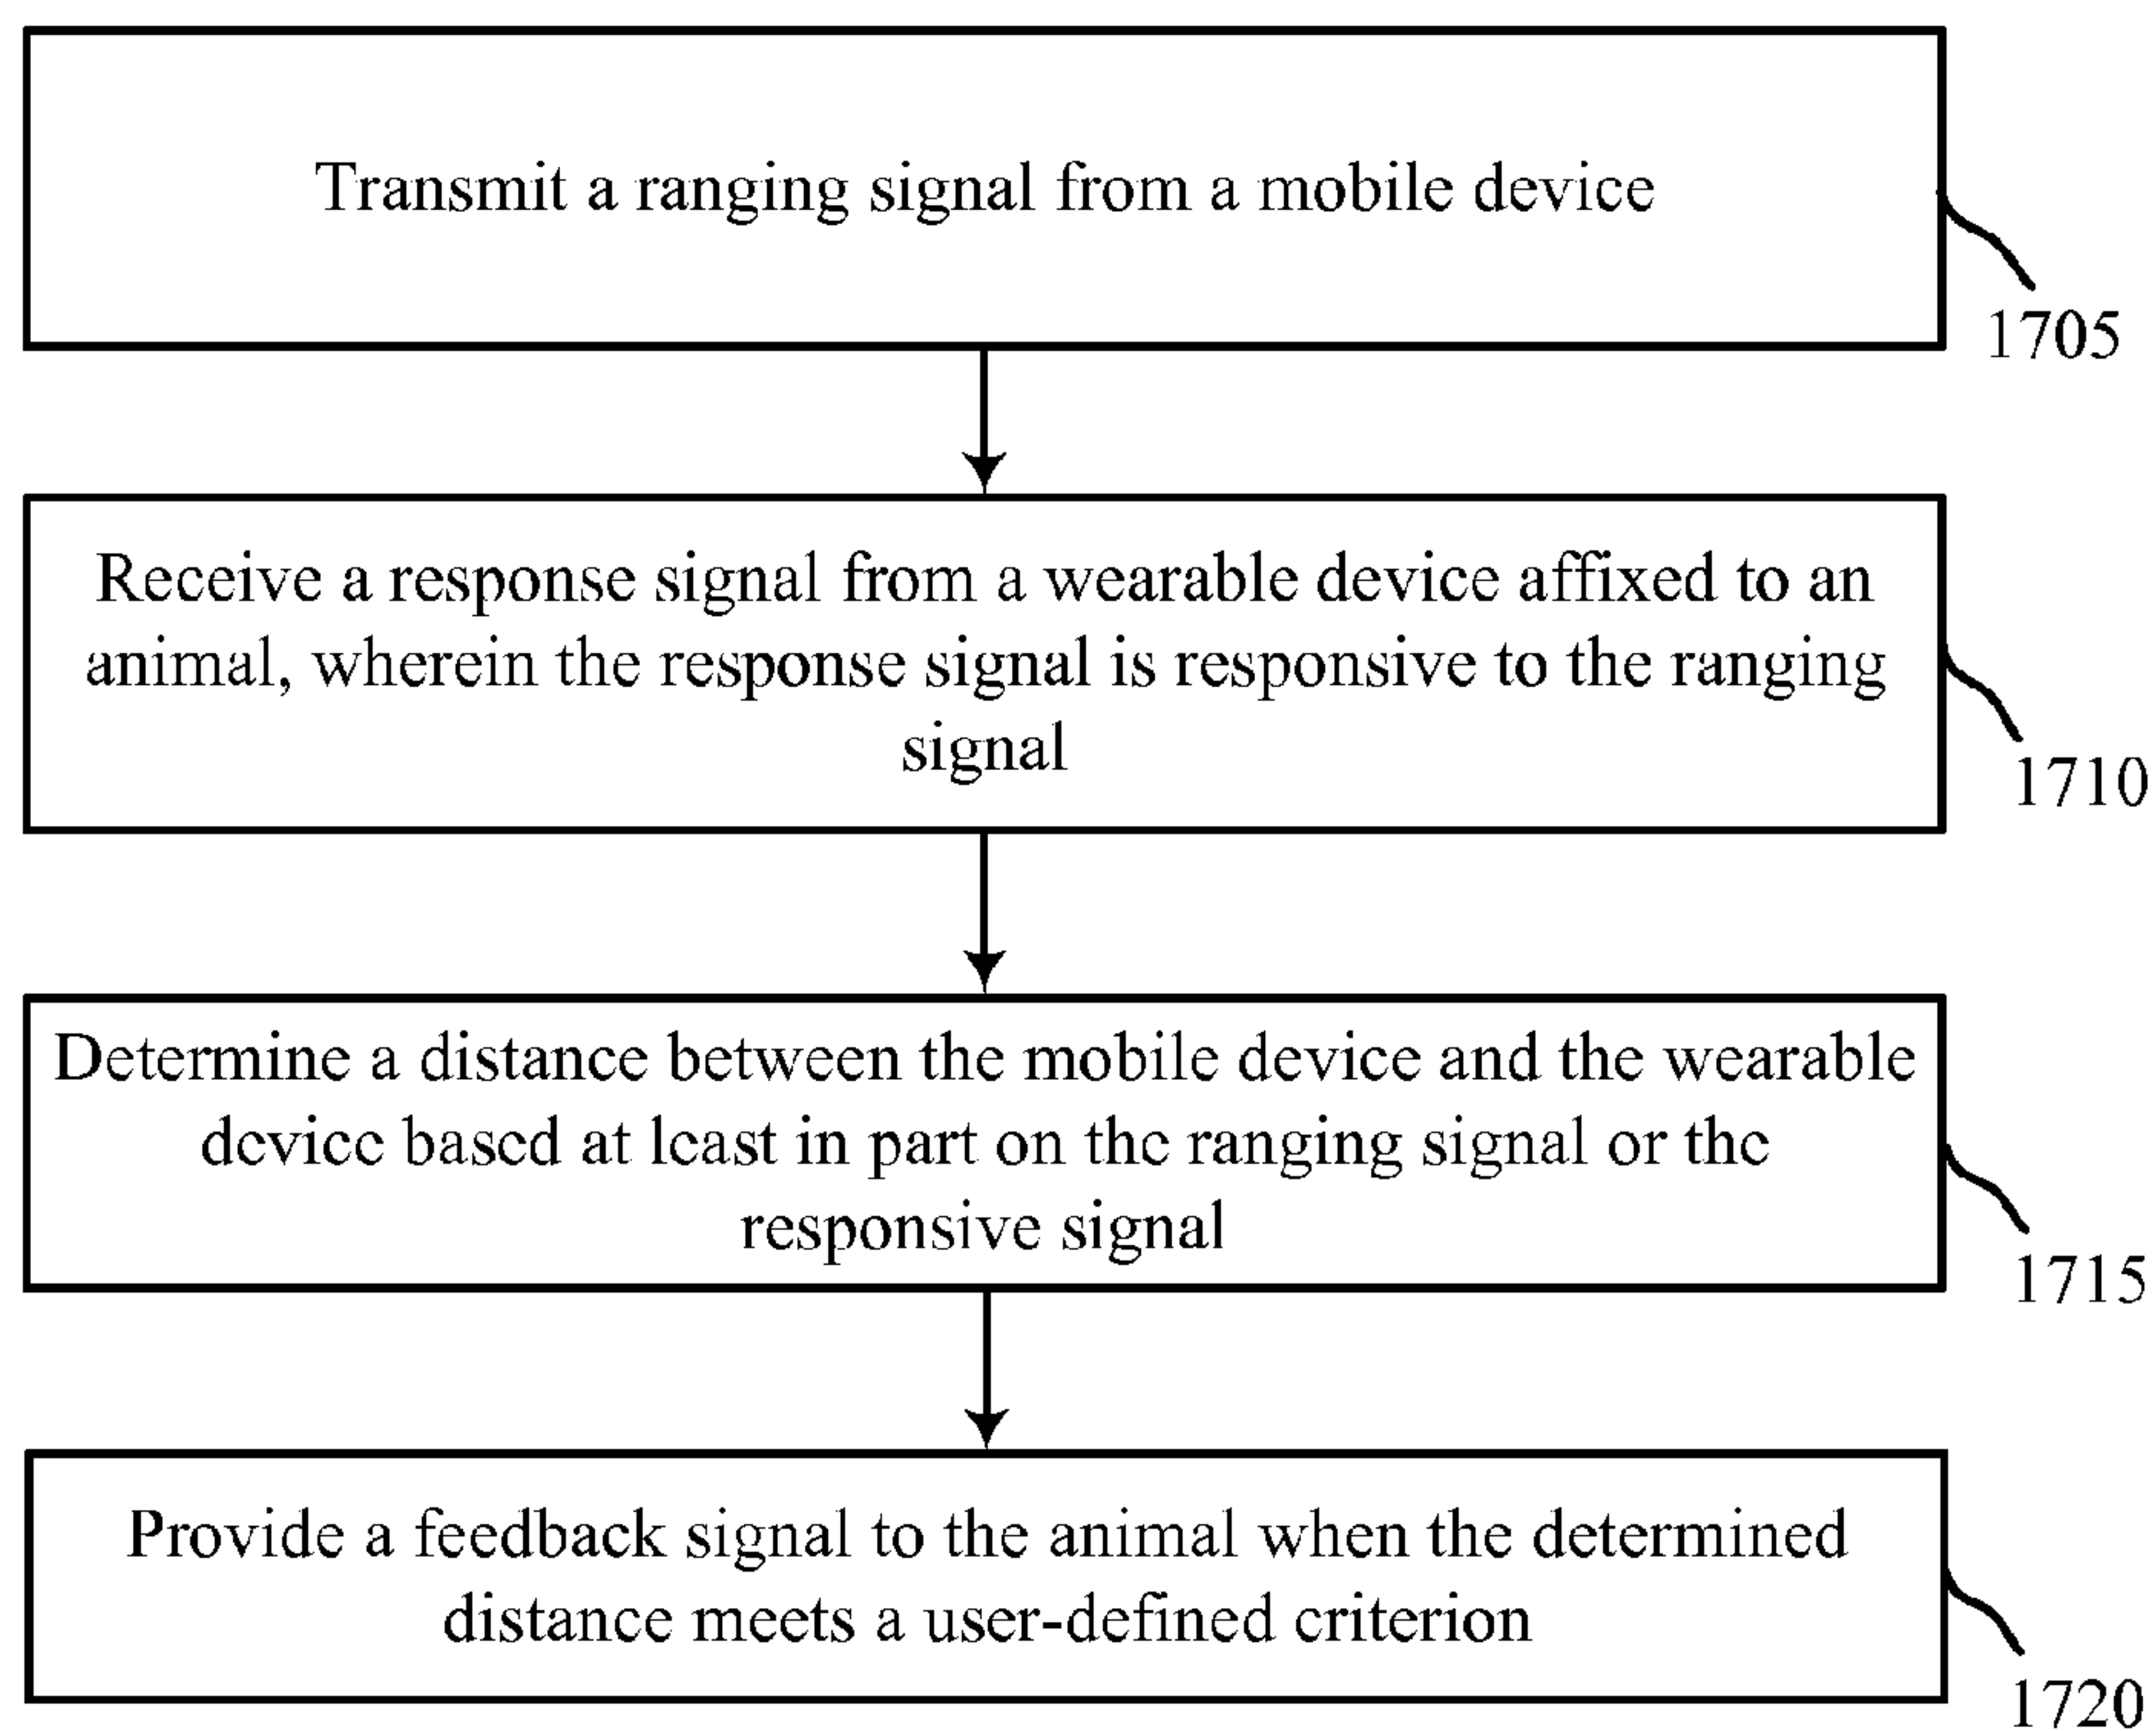 Transmit a ranging signal from a mobile device
1705
Receive a response signal from a wearable device affixed to an
animal, wherein the response signal is responsive to the ranging
signal
1710
Determine a distance between the mobile device and the wearable
device based at least in part on the ranging signal or the
responsive signal
1715
Provide a feedback signal to the animal when the determined
distance meets a user-defined criterion
1720